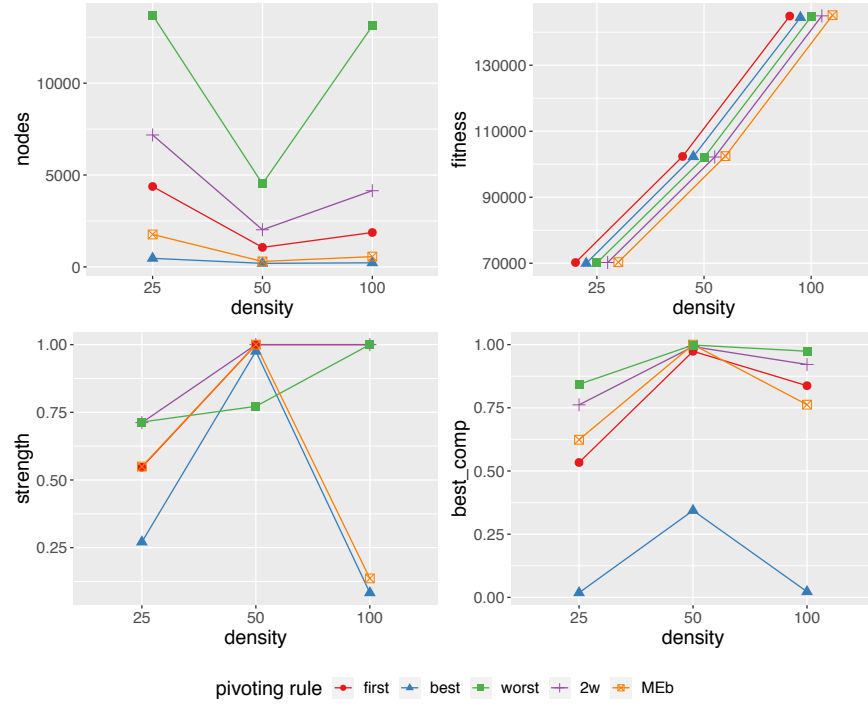 10000
5000
0
nodes
25 50 100
density
130000
110000
90000
70000
fitness
25 50 100
density
1.00
0.75
0.50
0.25
strength
25 50 100
density
1.00
0.75
0.50
0.25
0.00
best_comp
25 50 100
density
pivoting rule first best worst 2w MEb